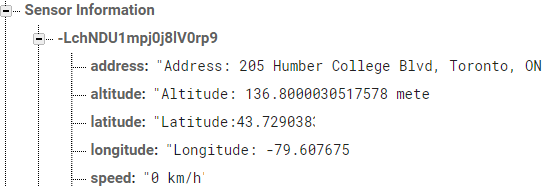 Sensor Information
-LchNDU1mpj0j8lV0rp9
address: "Address: 205 Humber College Blvd, Toronto, ON
altitude: "Altitude: 136.8000030517578 mete
latitude: "Latitude:43.7290383
longitude: "Longitude: -79.607675
speed: "0 km/h'